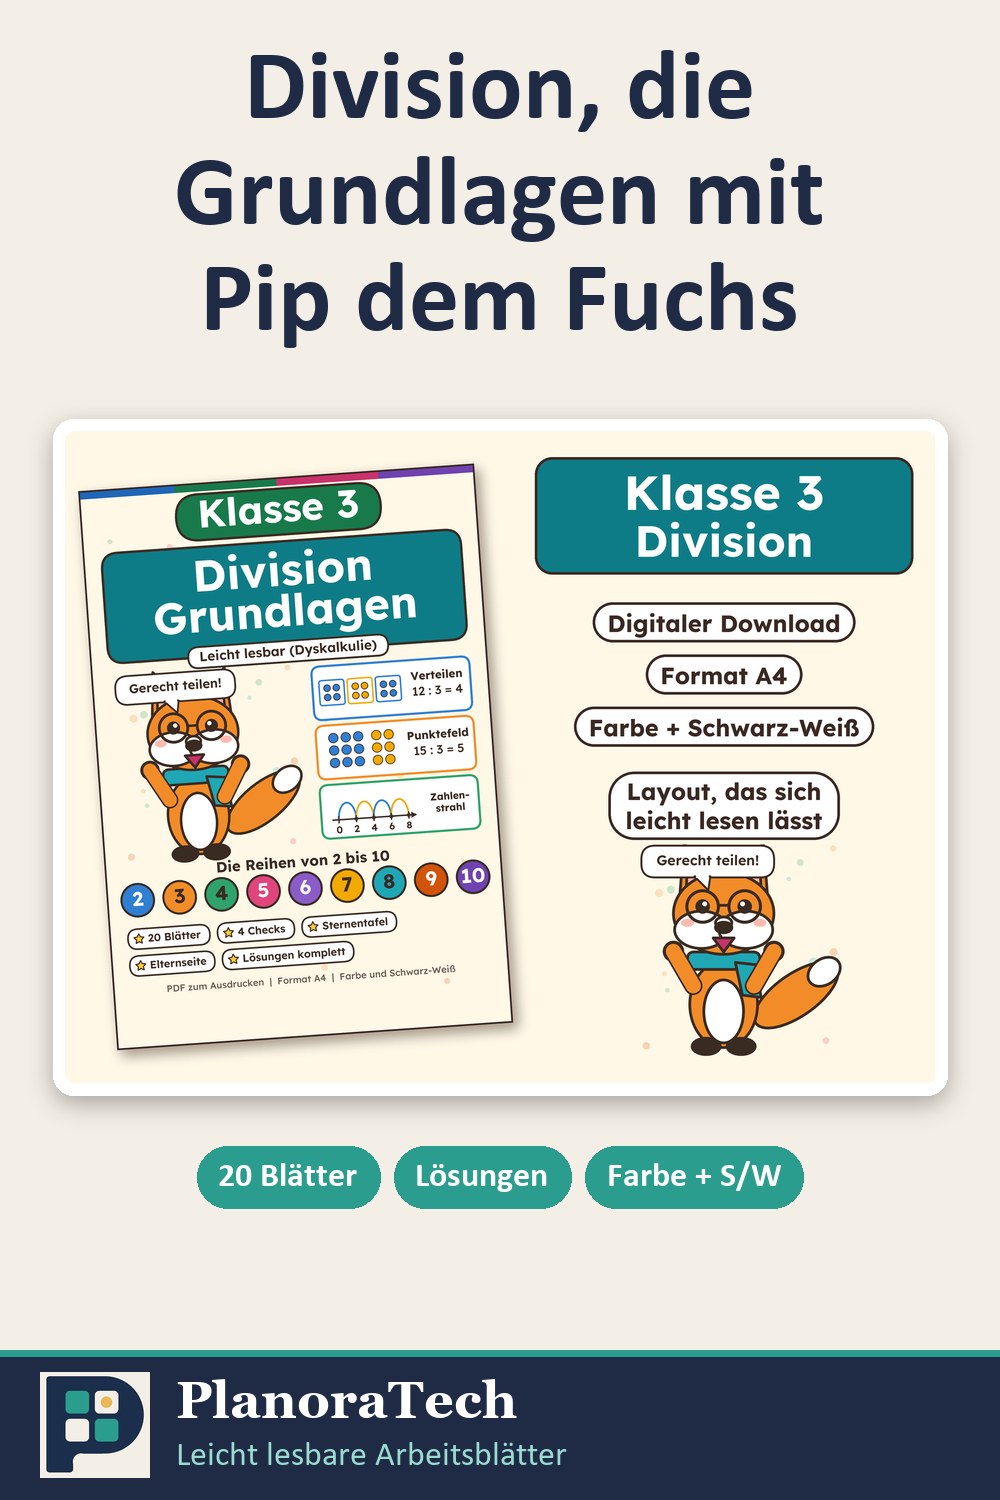 Division, die
Grundlagen mit
Pip dem Fuchs
Klasse 3
Division
Grundlagen
Leicht lesbar (Dyskalkulie)
Gerecht teilen!
Verteilen
12 : 3 = 4
Punktefeld
15 : 3 = 5
Zahlen-
strahl
0 2 4 6 8
Die Reihen von 2 bis 10
2 3 4 5 6 7 8 9 10
20 Blätter
4 Checks
Sternentafel
Elternseite
Lösungen komplett
PDF zum Ausdrucken | Format A4 | Farbe und Schwarz-Weiß
Klasse 3
Division
Digitaler Download
Format A4
Farbe + Schwarz-Weiß
Layout, das sich
leicht lesen lässt
Gerecht teilen!
20 Blätter
Lösungen
Farbe + S/W
PlanoraTech
Leicht lesbare Arbeitsblätter